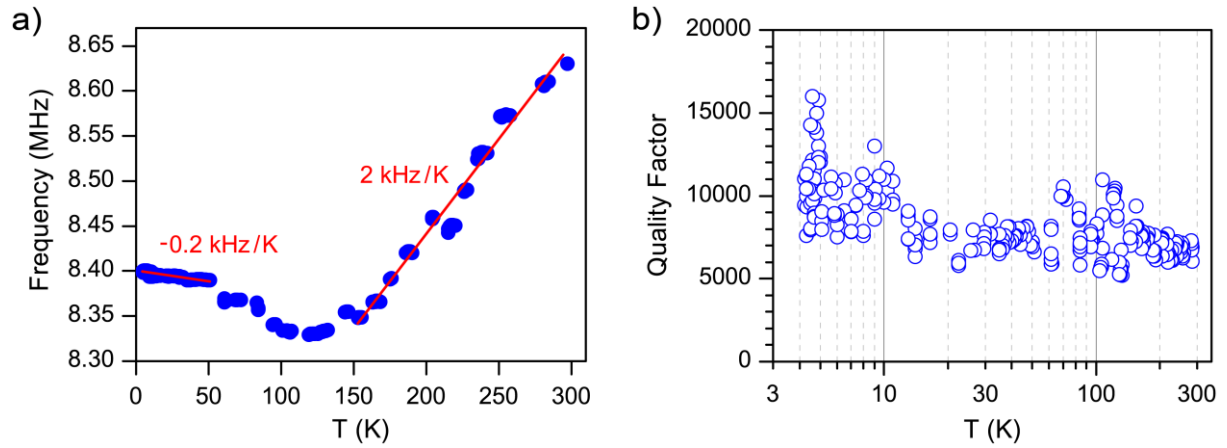 a)
Frequency (MHz)
8.65
8.60
8.55
8.50
8.45
8.40
8.35
8.30
2 kHz/K
-0.2 kHz/K
0 50 100 150 200 250 300
T (K)
b)
Quality Factor
20000
15000
10000
5000
0
3 10 30 100 300
T (K)